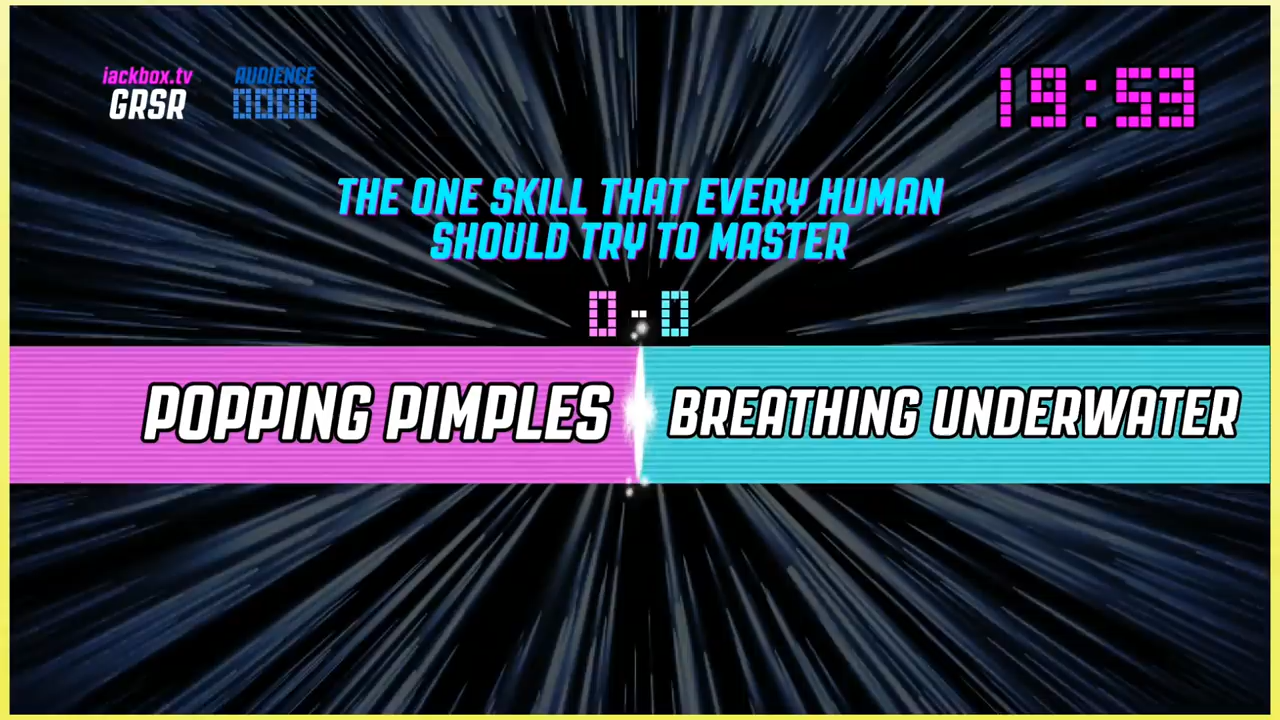 jackbox.tv
GRSR
AUDIENCE
0000
19:53
THE ONE SKILL THAT EVERY HUMAN
SHOULD TRY TO MASTER
0-0
POPPING PIMPLES
BREATHING UNDERWATER